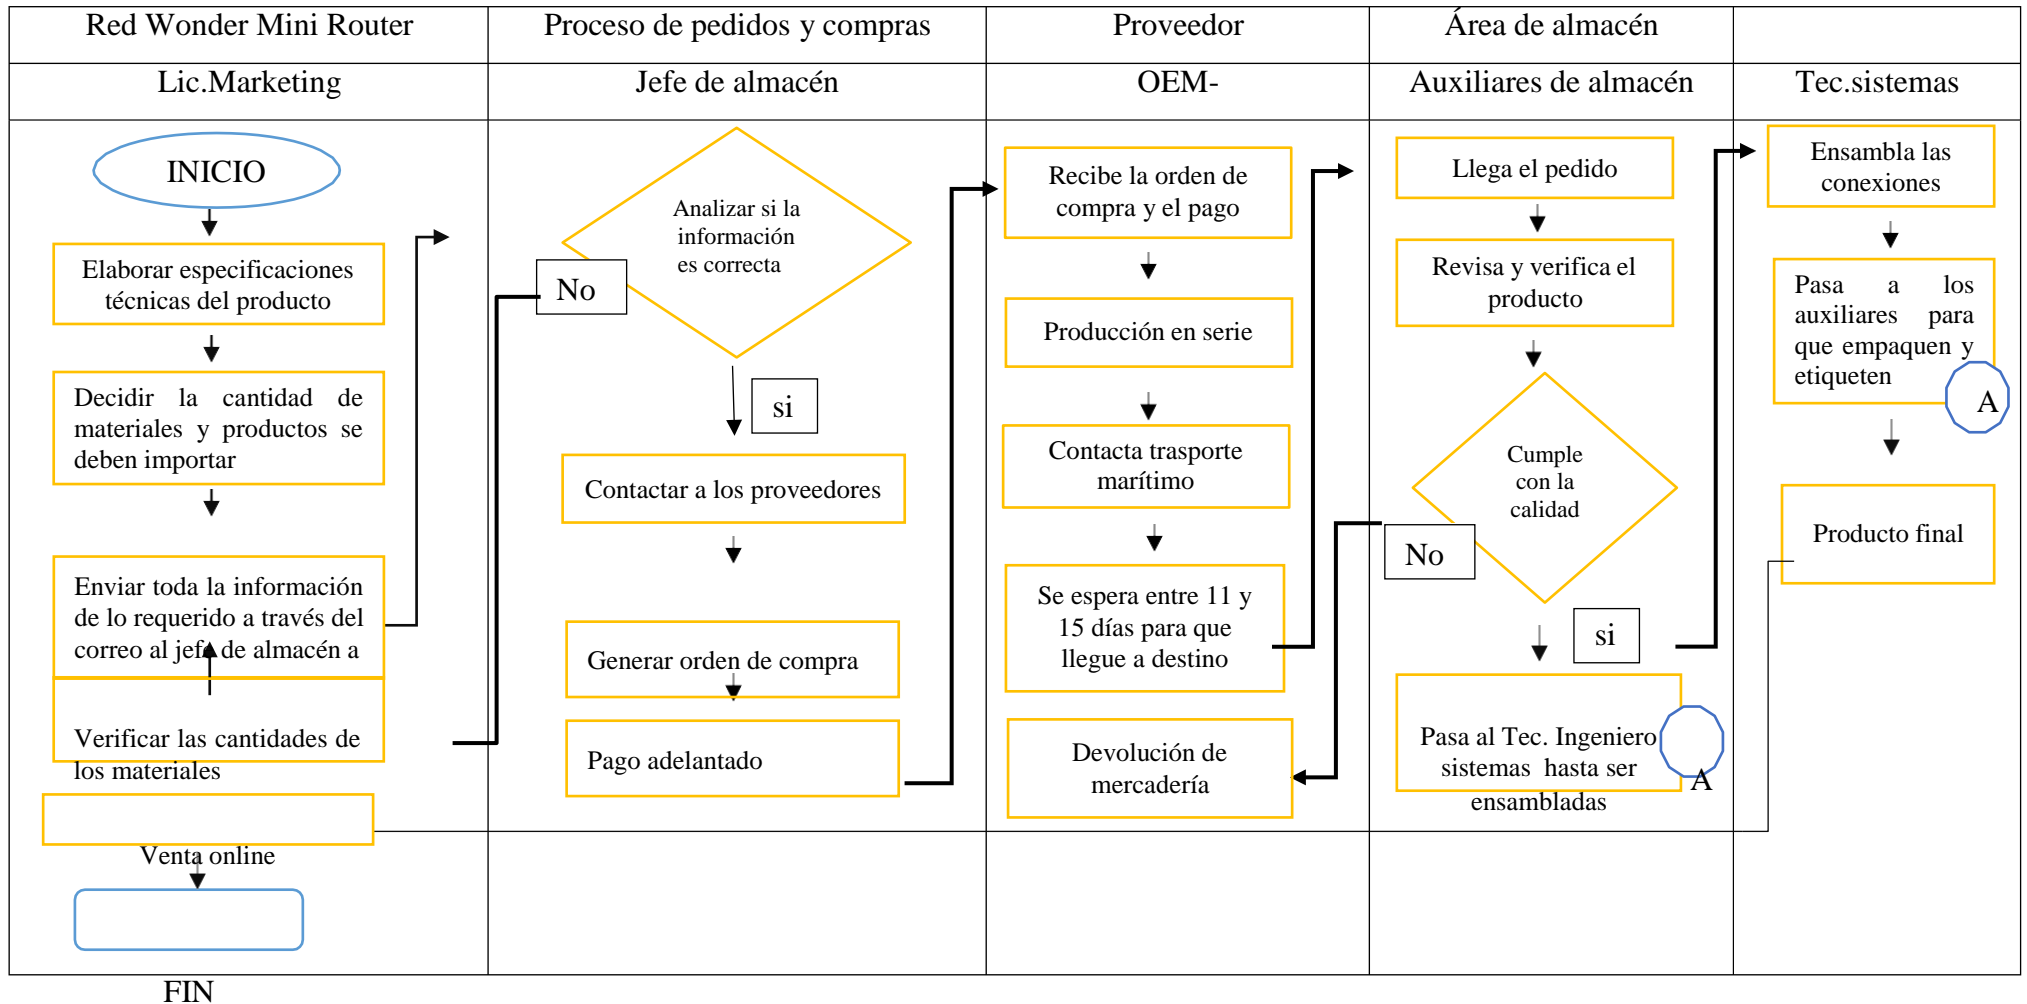 Red Wonder Mini Router
Proceso de pedidos y compras
Proveedor
Área de almacén
Lic.Marketing
Jefe de almacén
OEM-
Auxiliares de almacén
Tec.sistemas
INICIO
Elaborar especificaciones
técnicas del producto
Decidir la cantidad de
materiales y productos se
deben importar
Enviar toda la información
de lo requerido a través del
correo al jefe de almacén a
Verificar las cantidades de
los materiales
Venta online
FIN
Analizar si la
información
es correcta
No
si
Contactar a los proveedores
Generar orden de compra
Pago adelantado
Recibe la orden de
compra y el pago
Producción en serie
Contacta trasporte
marítimo
Se espera entre 11 y
15 días para que
llegue a destino
Devolución de
mercadería
Llega el pedido
Revisa y verifica el
producto
Cumple
con la
calidad
No
si
Pasa al Tec. Ingeniero
sistemas hasta ser
ensambladas
A
Ensambla las
conexiones
Pasa a los
auxiliares para
que empaquen y
etiqueten
A
Producto final